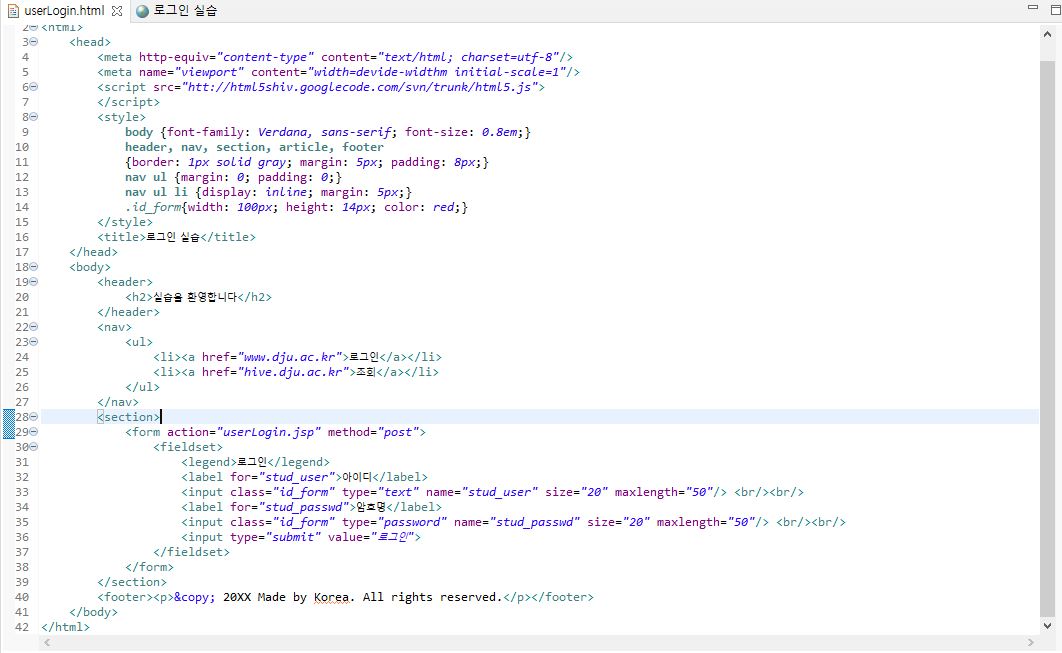 userLogin.html
로그인 실습
2 <html>
3 <head>
4 <meta http-equiv="content-type" content="text/html; charset=utf-8"/>
5 <meta name="viewport" content="width=devide-widthm initial-scale=1"/>
6 <script src="htt://html5shiv.googlecode.com/svn/trunk/html5.js">
7 </script>
8 <style>
9 body {font-family: Verdana, sans-serif; font-size: 0.8em;}
10 header, nav, section, article, footer
11 {border: 1px solid gray; margin: 5px; padding: 8px;}
12 nav ul {margin: 0; padding: 0;}
13 nav ul li {display: inline; margin: 5px;}
14 .id_form{width: 100px; height: 14px; color: red;}
15 </style>
16 <title>로그인 실습</title>
17 </head>
18 <body>
19 <header>
20 <h2>실습을 환영합니다</h2>
21 </header>
22 <nav>
23 <ul>
24 <li><a href="www.dju.ac.kr">로그인</a></li>
25 <li><a href="hive.dju.ac.kr">조회</a></li>
26 </ul>
27 </nav>
28 <section>
29 <form action="userLogin.jsp" method="post">
30 <fieldset>
31 <legend>로그인</legend>
32 <label for="stud_user">아이디</label>
33 <input class="id_form" type="text" name="stud_user" size="20" maxlength="50"/> <br/><br/>
34 <label for="stud_passwd">암호명</label>
35 <input class="id_form" type="password" name="stud_passwd" size="20" maxlength="50"/> <br/><br/>
36 <input type="submit" value="로그인">
37 </fieldset>
38 </form>
39 </section>
40 <footer><p>&copy; 20XX Made by Korea. All rights reserved.</p></footer>
41 </body>
42 </html>